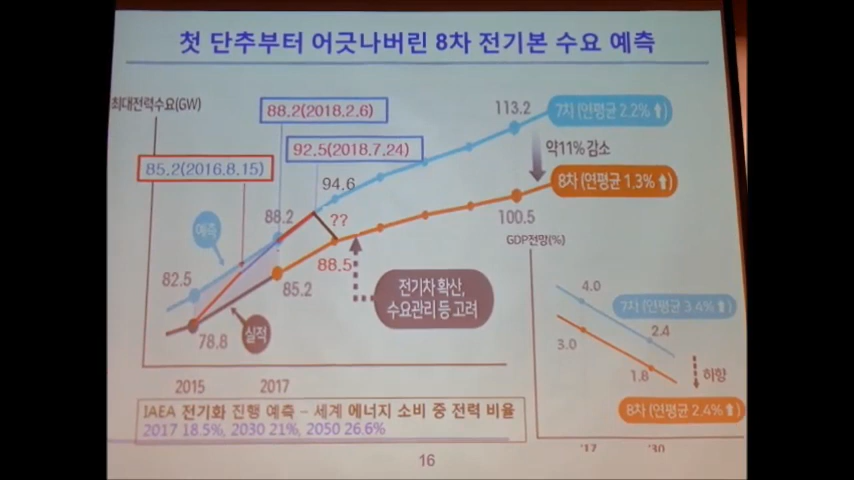 첫 단추부터 어긋나버린 8차 전기본 수요 예측
최대전력수요(GW)
88.2(2018.2.6)
92.5(2018.7.24)
85.2(2016.8.15)
113.2
7차 (연평균 2.2%⬆)
약11% 감소
8차 (연평균 1.3%⬆)
94.6
??
88.2
예측
82.5
88.5
85.2
100.5
78.8
실적
전기차 확산,
수요관리 등 고려
2015
2017
GDP전망(%)
4.0
7차 (연평균 3.4%⬆)
2.4
3.0
1.8
하향
8차 (연평균 2.4%⬆)
'17
'30
IAEA 전기화 진행 예측 – 세계 에너지 소비 중 전력 비율
2017 18.5%, 2030 21%, 2050 26.6%
16